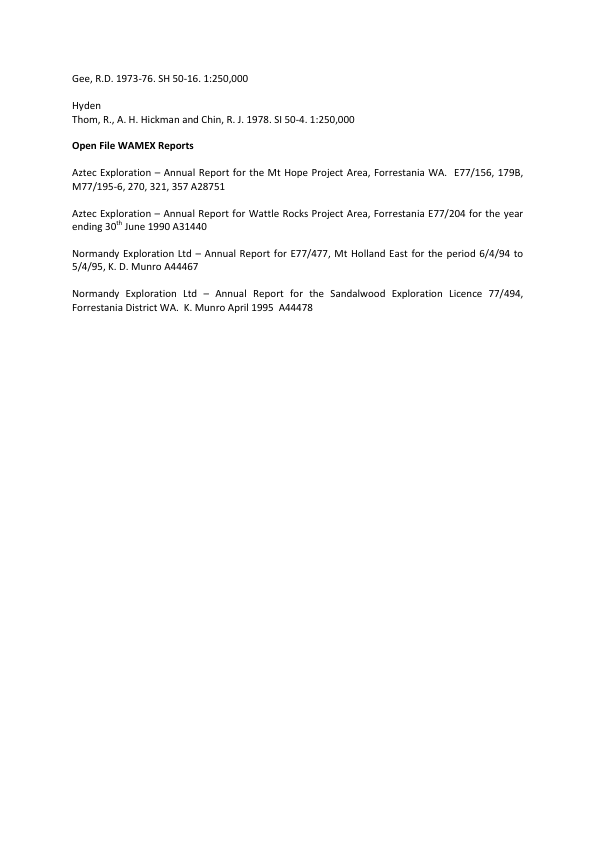 Gee, R.D. 1973-76. SH 50-16. 1:250,000
Hyden
Thom, R., A. H. Hickman and Chin, R. J. 1978. SI 50-4. 1:250,000
Open File WAMEX Reports
Aztec Exploration – Annual Report for the Mt Hope Project Area, Forrestania WA.  E77/156, 179B,
M77/195-6, 270, 321, 357 A28751
Aztec Exploration – Annual Report for Wattle Rocks Project Area, Forrestania E77/204 for the year
ending 30th June 1990 A31440
Normandy Exploration Ltd – Annual Report for E77/477, Mt Holland East for the period 6/4/94 to
5/4/95, K. D. Munro A44467
Normandy Exploration Ltd – Annual Report for the Sandalwood Exploration Licence 77/494,
Forrestania District WA.  K. Munro April 1995  A44478